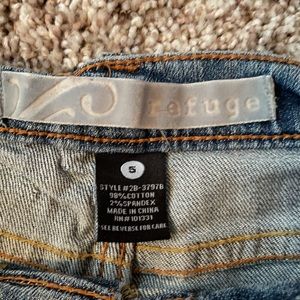 refuge
5
STYLE#2B-3797B
98%COTTON
2%SPANDEX
MADE IN CHINA
RN#101331
SEE REVERSE FOR CARE